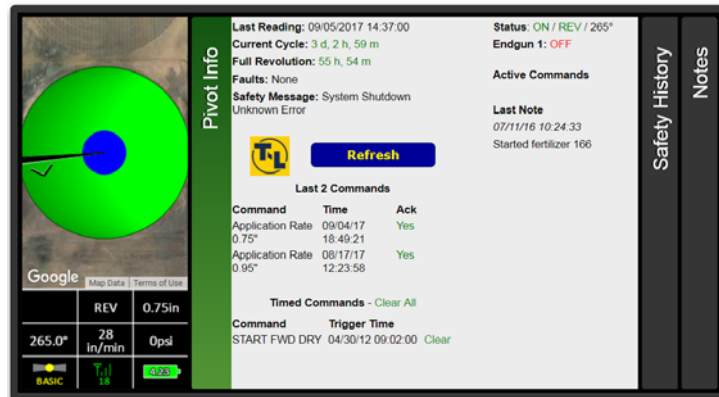 Google
Map Data
Terms of Use
REV
0.75in
265.0°
28
in/min
0psi
BASIC
18
4.23
Pivot Info
Last Reading: 09/05/2017 14:37:00
Current Cycle: 3 d, 2 h, 59 m
Full Revolution: 55 h, 54 m
Faults: None
Safety Message: System Shutdown
Unknown Error
Status: ON / REV / 265°
Endgun 1: OFF
Active Commands
Last Note
07/11/16 10:24:33
Started fertilizer 166
T-L
Refresh
Last 2 Commands
Command Time Ack
Application Rate 09/04/17 Yes
0.75" 18:49:21
Application Rate 08/17/17 Yes
0.95" 12:23:58
Timed Commands - Clear All
Command Trigger Time
START FWD DRY 04/30/12 09:02:00 Clear
Safety History
Notes